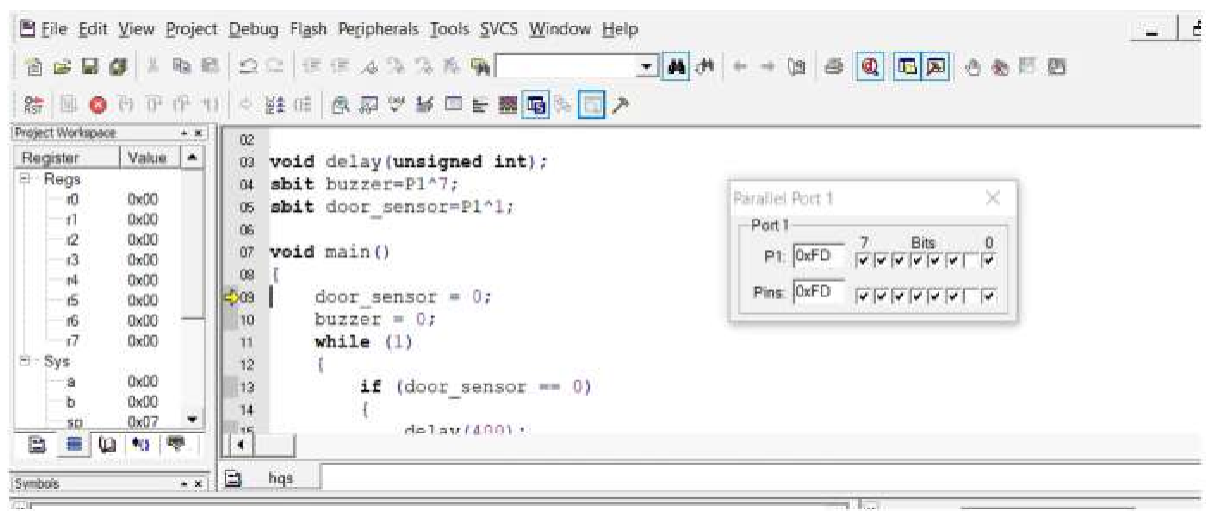 File Edit View Project Debug Flash Peripherals Tools SVCS Window Help
RST
Project Workspace
Register Value
Regs
r0 0x00
r1 0x00
r2 0x00
r3 0x00
r4 0x00
r5 0x00
r6 0x00
r7 0x00
Sys
a 0x00
b 0x00
sp 0x07
Symbols
02
03 void delay(unsigned int);
04 sbit buzzer=P1^7;
05 sbit door_sensor=P1^1;
06
07 void main()
08 {
09 door_sensor = 0;
10 buzzer = 0;
11 while (1)
12 {
13 if (door_sensor == 0)
14 {
15 delay(400);
hqs
Parallel Port 1
Port 1
7 Bits 0
P1: 0xFD
Pins: 0xFD